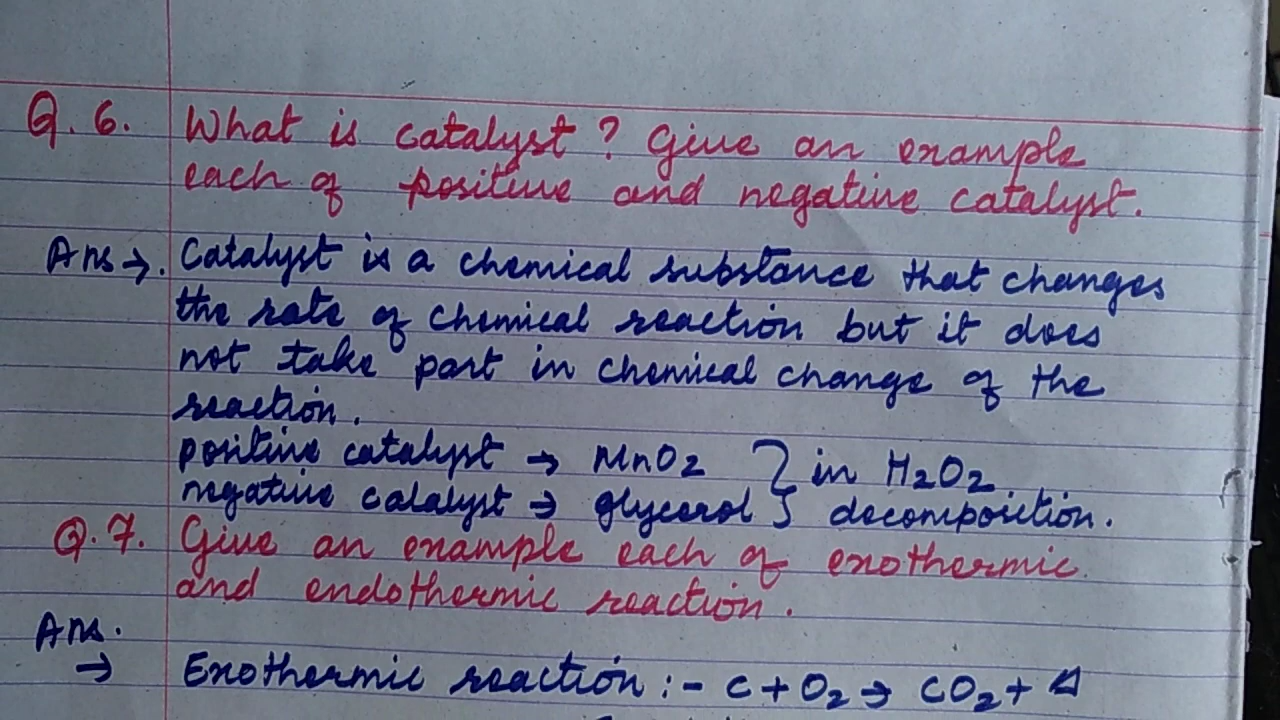 Q.6. What is catalyst? Give an example
each of positive and negative catalyst.
Ans →. Catalyst is a chemical substance that changes
the rate of chemical reaction but it does
not take part in chemical change of the
reaction.
positive catalyst → MnO2 } in H2O2
negative catalyst → glycerol } decomposition.
Q.7. Give an example each of exothermic
and endothermic reaction.
Ans.
→ Exothermic reaction :- C + O2 → CO2 + Δ